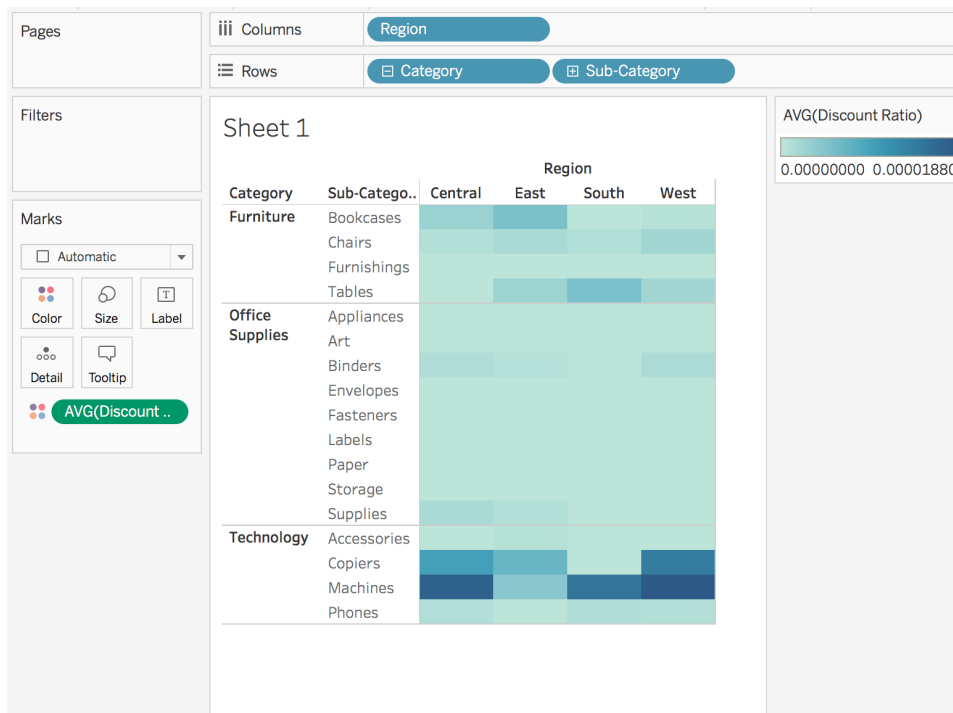 Pages
Columns
Region
Rows
Category
Sub-Category
Filters
Marks
Automatic
Color
Size
T
Label
Detail
Tooltip
AVG(Discount ..
Sheet 1
Region
Category Sub-Catego.. Central East South West
Furniture Bookcases
Chairs
Furnishings
Tables
Office Supplies Appliances
Art
Binders
Envelopes
Fasteners
Labels
Paper
Storage
Supplies
Technology Accessories
Copiers
Machines
Phones
AVG(Discount Ratio)
0.00000000 0.00001880